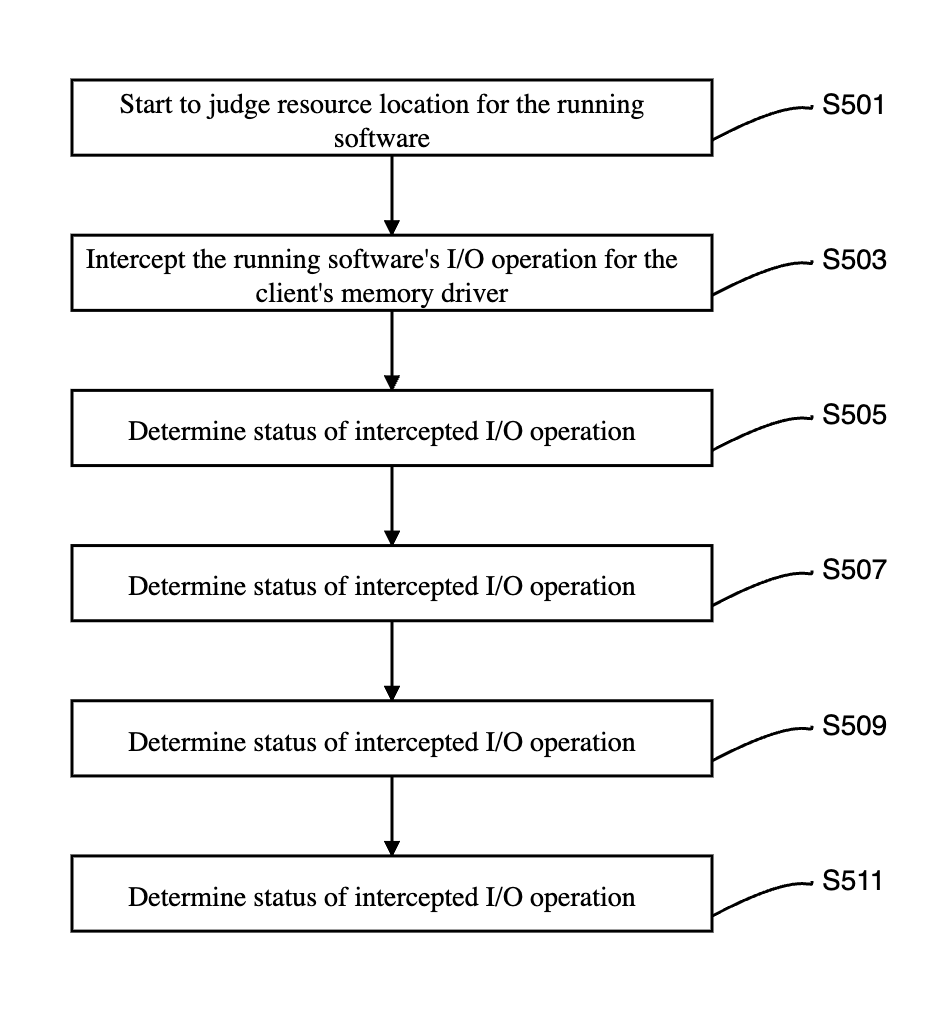 Start to judge resource location for the running
software
S501
Intercept the running software's I/O operation for the
client's memory driver
S503
Determine status of intercepted I/O operation
S505
Determine status of intercepted I/O operation
S507
Determine status of intercepted I/O operation
S509
Determine status of intercepted I/O operation
S511